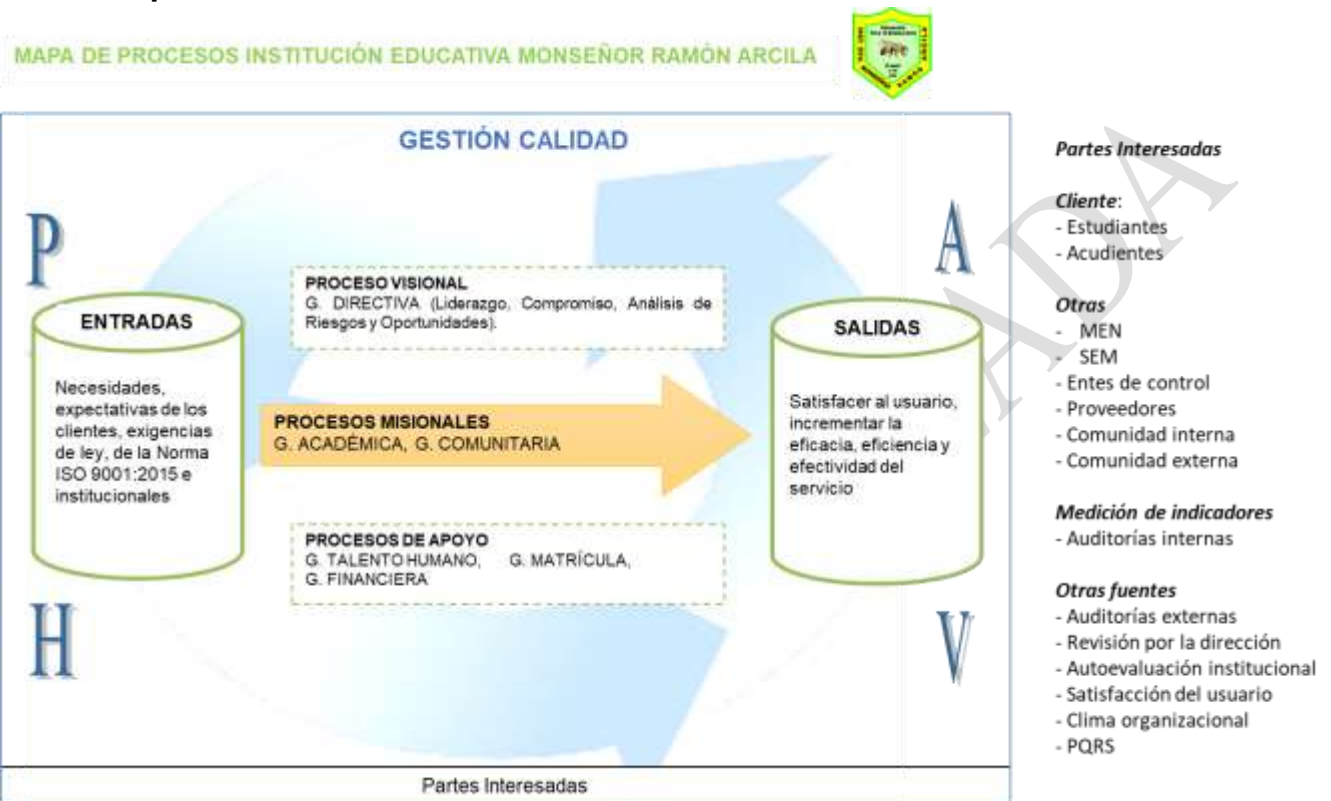 MAPA DE PROCESOS INSTITUCIÓN EDUCATIVA MONSEÑOR RAMÓN ARCILA
GESTIÓN CALIDAD
P
A
PROCESO VISIONAL
G. DIRECTIVA (Liderazgo, Compromiso, Análisis de
Riesgos y Oportunidades).
ENTRADAS
Necesidades,
expectativas de los
clientes, exigencias
de ley, de la Norma
ISO 9001:2015 e
institucionales
PROCESOS MISIONALES
G. ACADÉMICA, G. COMUNITARIA
SALIDAS
Satisfacer al usuario,
incrementar la
eficacia, eficiencia y
efectividad del
servicio
PROCESOS DE APOYO
G. TALENTO HUMANO, G. MATRÍCULA,
G. FINANCIERA
H
V
Partes Interesadas
Partes Interesadas
Cliente:
- Estudiantes
- Acudientes
Otras
- MEN
- SEM
- Entes de control
- Proveedores
- Comunidad interna
- Comunidad externa
Medición de indicadores
- Auditorías internas
Otras fuentes
- Auditorías externas
- Revisión por la dirección
- Autoevaluación institucional
- Satisfacción del usuario
- Clima organizacional
- PQRS
ADA